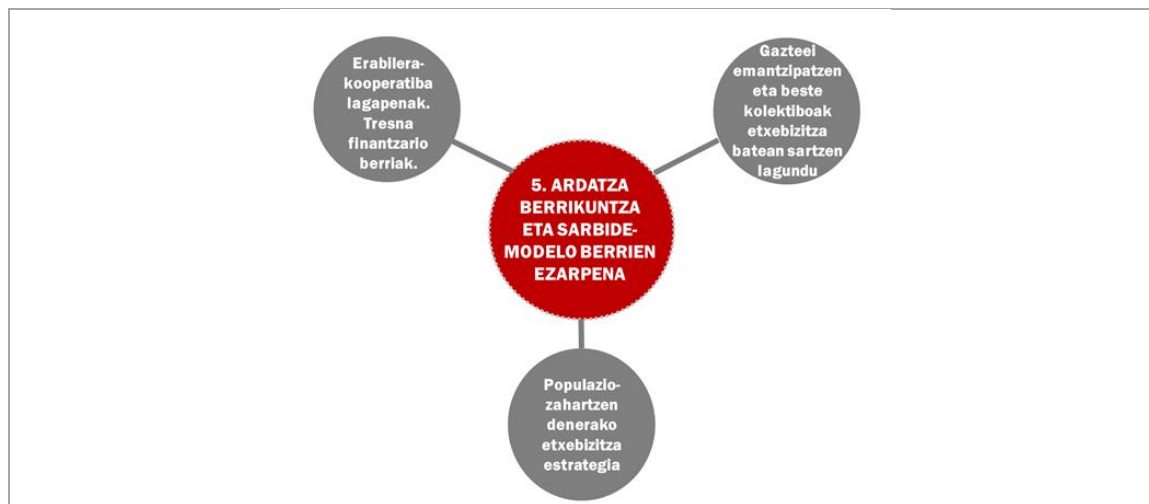 Erabilera-
kooperatiba
lagapenak.
Tresna
finantzario
berriak.
Gazteei
emantzipatzen
eta beste
kolektiboak
etxebizitza
batean sartzen
lagundu
5. ARDATZA
BERRIKUNTZA
ETA SARBIDE-
MODELO BERRIEN
EZARPENA
Populazio-
zahartzen
denerako
etxebizitza
estrategia